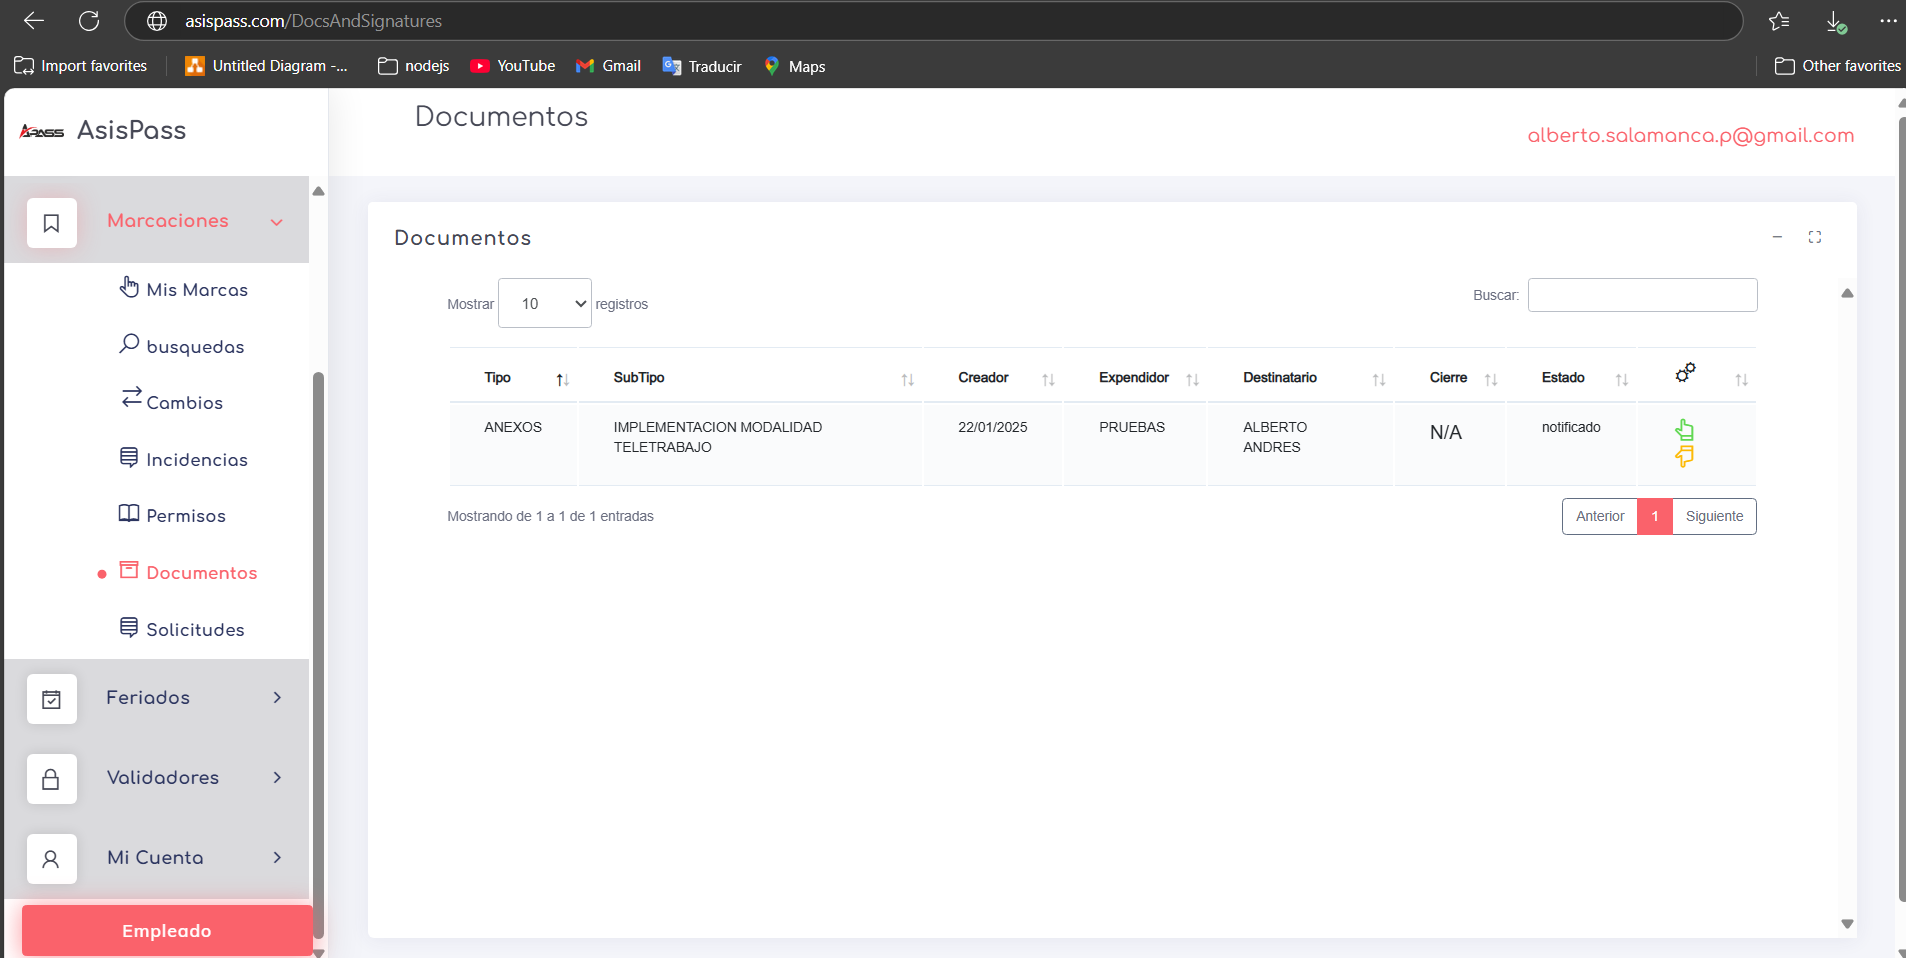 asispass.com/DocsAndSignatures
Import favorites
Untitled Diagram -...
nodejs
YouTube
Gmail
Traducir
Maps
Other favorites
APASS AsisPass
Documentos
alberto.salamanca.p@gmail.com
Marcaciones
Mis Marcas
busquedas
Cambios
Incidencias
Permisos
Documentos
Solicitudes
Feriados
Validadores
Mi Cuenta
Empleado
Documentos
Mostrar 10 registros
Buscar:
Tipo SubTipo Creador Expendidor Destinatario Cierre Estado
ANEXOS IMPLEMENTACION MODALIDAD TELETRABAJO 22/01/2025 PRUEBAS ALBERTO ANDRES N/A notificado
Mostrando de 1 a 1 de 1 entradas
Anterior 1 Siguiente